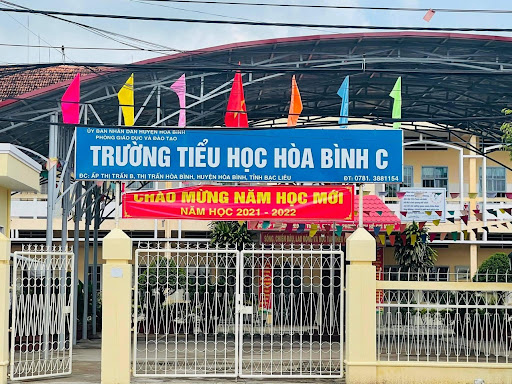 ỦY BAN NHÂN DÂN HUYỆN HÒA BÌNH
PHÒNG GIÁO DỤC VÀ ĐÀO TẠO
TRƯỜNG TIỂU HỌC HÒA BÌNH C
ĐC: ẤP THỊ TRẤN B, THỊ TRẤN HÒA BÌNH, HUYỆN HÒA BÌNH, TỈNH BẠC LIÊU ĐT: 0781. 3881154
CHÀO MỪNG NĂM HỌC MỚI
NĂM HỌC 2021 - 2022